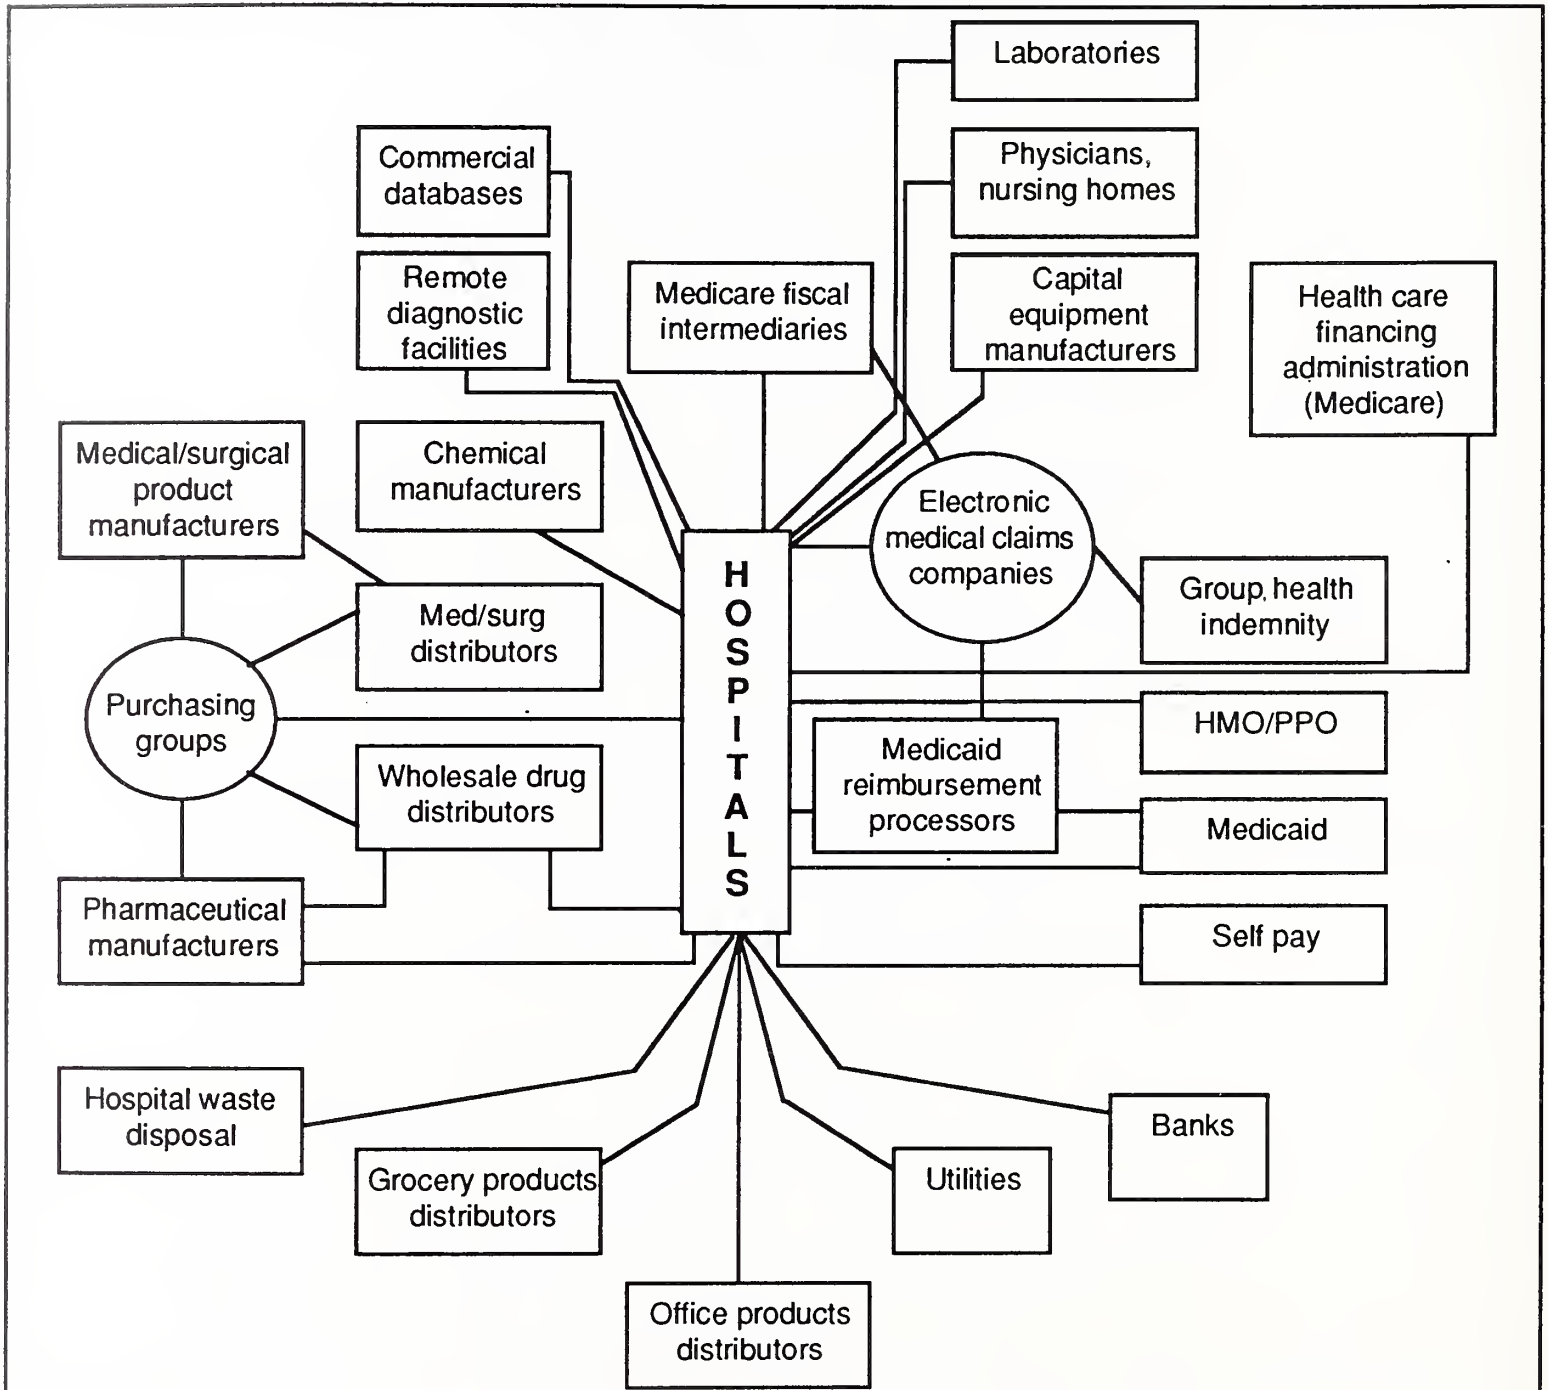 Laboratories
Commercial
databases
Physicians,
nursing homes
Remote
diagnostic
facilities
Medicare fiscal
intermediaries
Capital
equipment
manufacturers
Health care
financing
administration
(Medicare)
Medical/surgical
product
manufacturers
Chemical
manufacturers
Electronic
medical claims
companies
HOSPITALS
Group, health
indemnity
Med/surg
distributors
Purchasing
groups
HMO/PPO
Wholesale drug
distributors
Medicaid
reimbursement
processors
Medicaid
Pharmaceutical
manufacturers
Self pay
Hospital waste
disposal
Banks
Grocery products
distributors
Utilities
Office products
distributors